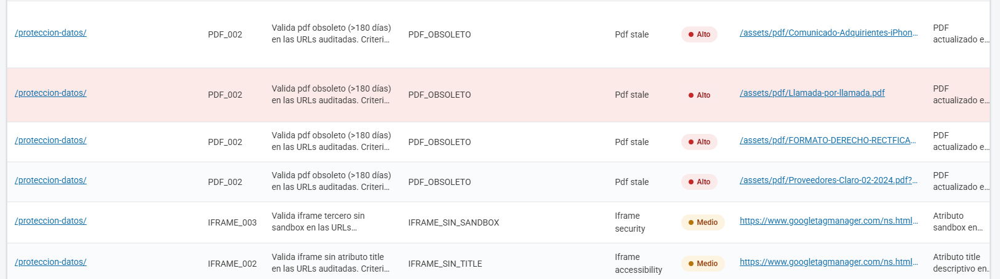 /proteccion-datos/ PDF_002 Valida pdf obsoleto (>180 días) PDF_OBSOLETO Pdf stale Alto /assets/pdf/Comunicado-Adquirientes-iPhon… PDF
en las URLs auditadas. Criteri… actualizado e…
/proteccion-datos/ PDF_002 Valida pdf obsoleto (>180 días) PDF_OBSOLETO Pdf stale Alto /assets/pdf/Llamada-por-llamada.pdf PDF
en las URLs auditadas. Criteri… actualizado e…
/proteccion-datos/ PDF_002 Valida pdf obsoleto (>180 días) PDF_OBSOLETO Pdf stale Alto /assets/pdf/FORMATO-DERECHO-RECTFICA… PDF
en las URLs auditadas. Criteri… actualizado e…
/proteccion-datos/ PDF_002 Valida pdf obsoleto (>180 días) PDF_OBSOLETO Pdf stale Alto /assets/pdf/Proveedores-Claro-02-2024.pdf?… PDF
en las URLs auditadas. Criteri… actualizado e…
/proteccion-datos/ IFRAME_003 Valida iframe tercero sin IFRAME_SIN_SANDBOX Iframe Medio https://www.googletagmanager.com/ns.html… Atributo
sandbox en las URLs… security sandbox en…
/proteccion-datos/ IFRAME_002 Valida iframe sin atributo title IFRAME_SIN_TITLE Iframe Medio https://www.googletagmanager.com/ns.html… Atributo title
en las URLs auditadas. Criteri… accessibility descriptivo en…